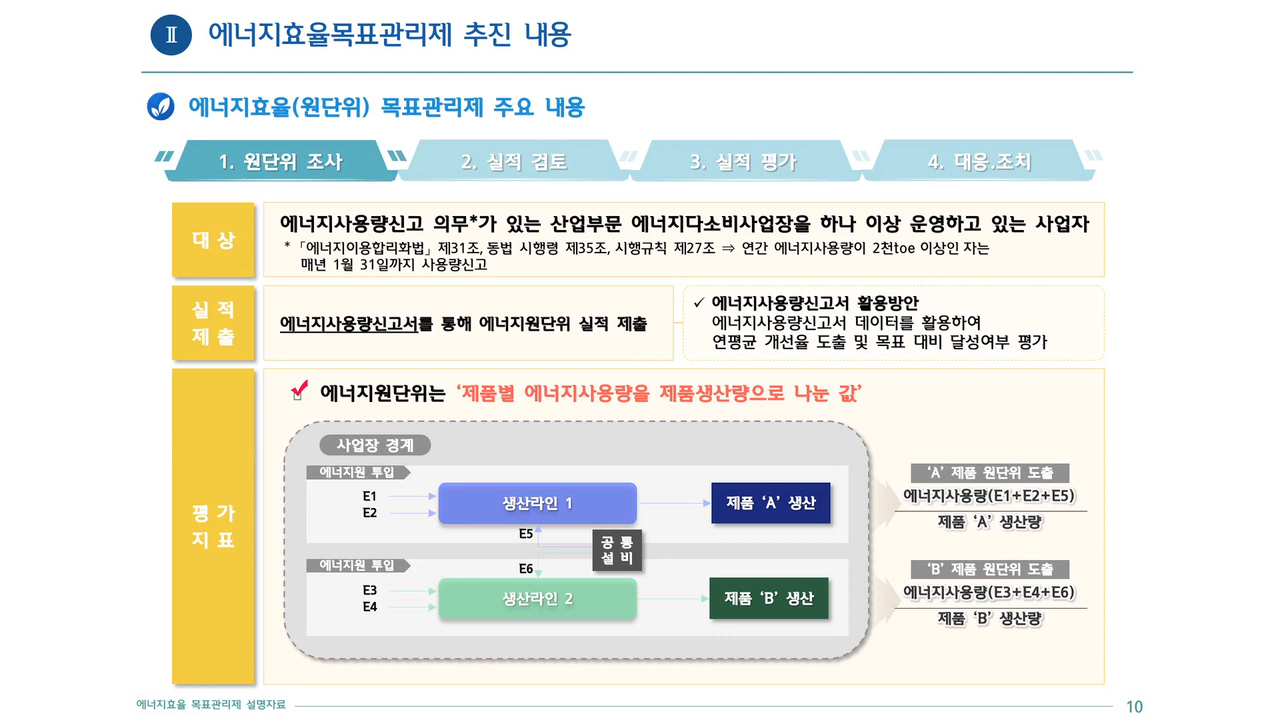 Ⅱ 에너지효율목표관리제 추진 내용
에너지효율(원단위) 목표관리제 주요 내용
1. 원단위 조사
2. 실적 검토
3. 실적 평가
4. 대응.조치
대 상
에너지사용량신고 의무*가 있는 산업부문 에너지다소비사업장을 하나 이상 운영하고 있는 사업자
* 「에너지이용합리화법」 제31조, 동법 시행령 제35조, 시행규칙 제27조 ⇒ 연간 에너지사용량이 2천toe 이상인 자는
매년 1월 31일까지 사용량신고
실 적
제 출
에너지사용량신고서를 통해 에너지원단위 실적 제출
✓ 에너지사용량신고서 활용방안
에너지사용량신고서 데이터를 활용하여
연평균 개선율 도출 및 목표 대비 달성여부 평가
평 가
지 표
에너지원단위는 ‘제품별 에너지사용량을 제품생산량으로 나눈 값’
사업장 경계
에너지원 투입
E1
E2
생산라인 1
제품 ‘A’ 생산
E5
공 통
설 비
에너지원 투입
E6
E3
E4
생산라인 2
제품 ‘B’ 생산
‘A’ 제품 원단위 도출
에너지사용량(E1+E2+E5)
제품 ‘A’ 생산량
‘B’ 제품 원단위 도출
에너지사용량(E3+E4+E6)
제품 ‘B’ 생산량
에너지효율 목표관리제 설명자료
10